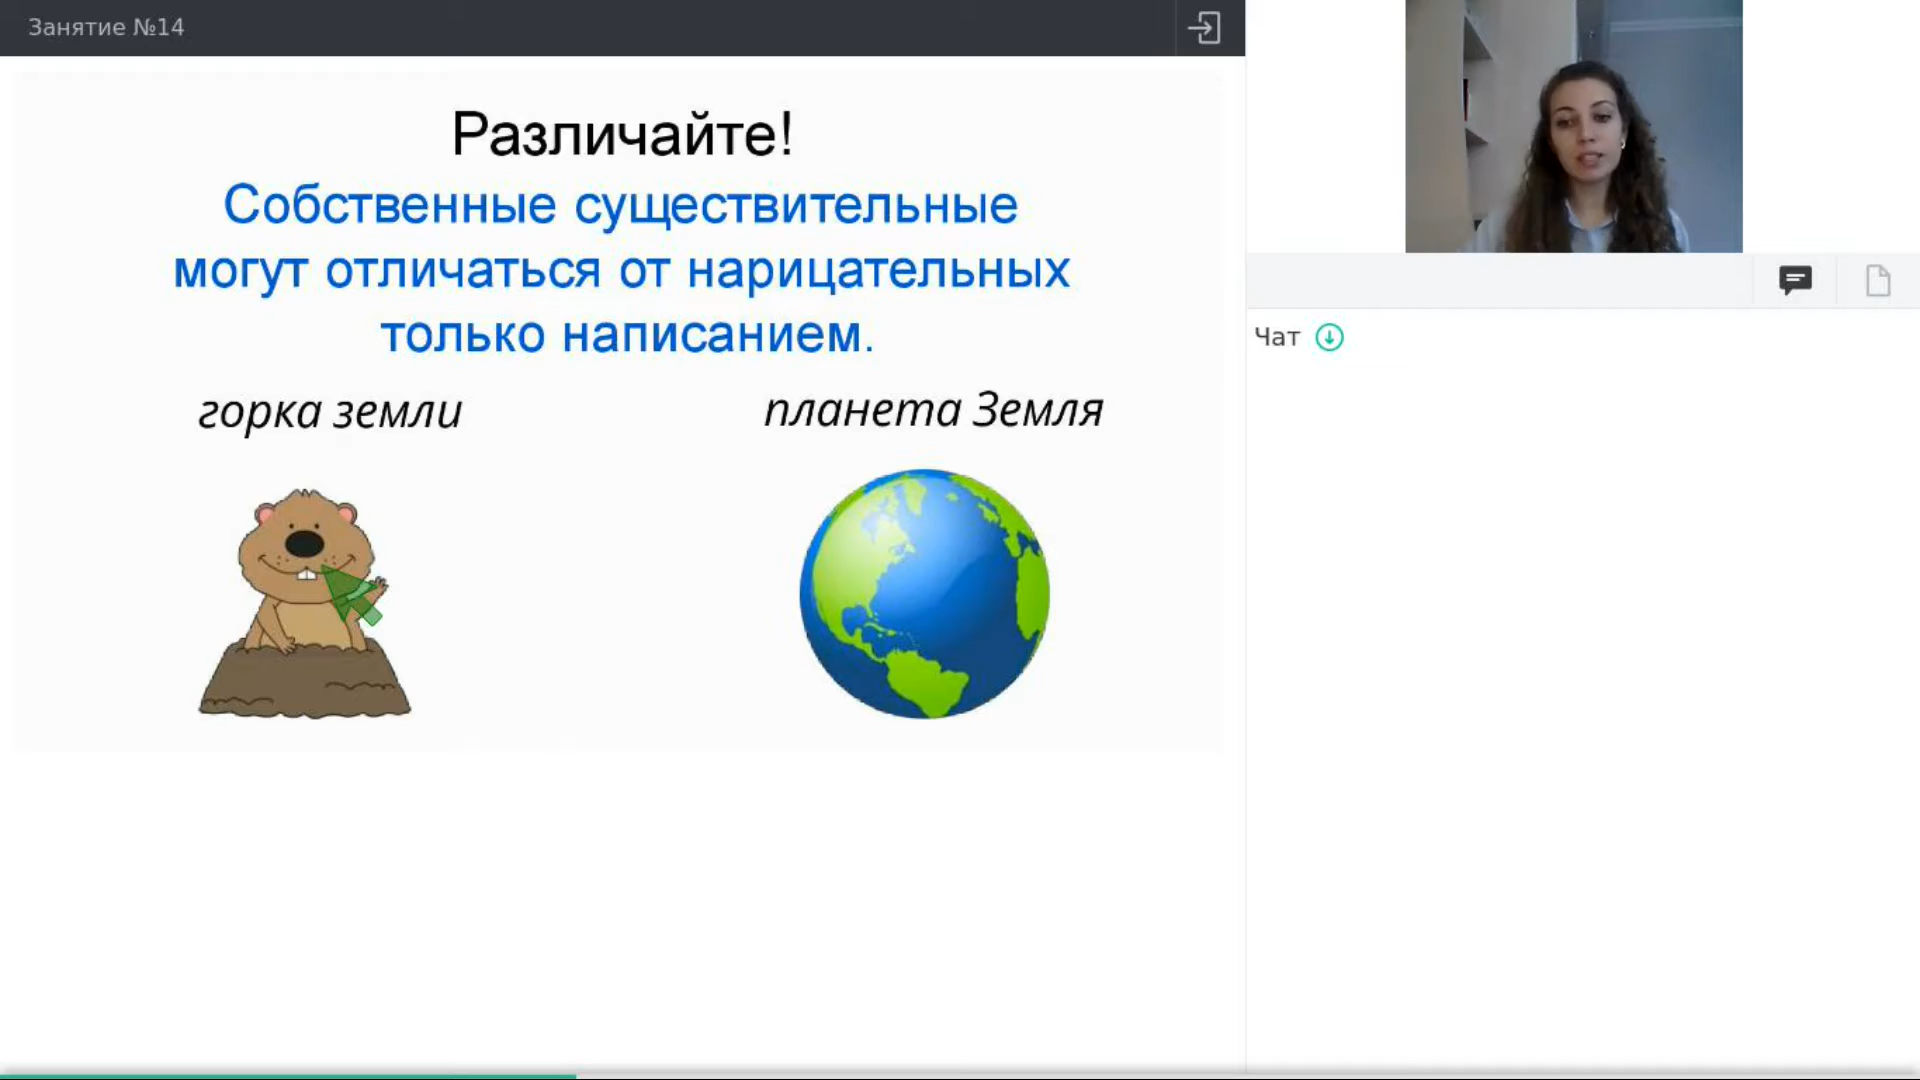 Занятие №14
Различайте!
Собственные существительные
могут отличаться от нарицательных
только написанием.
горка земли
планета Земля
Чат